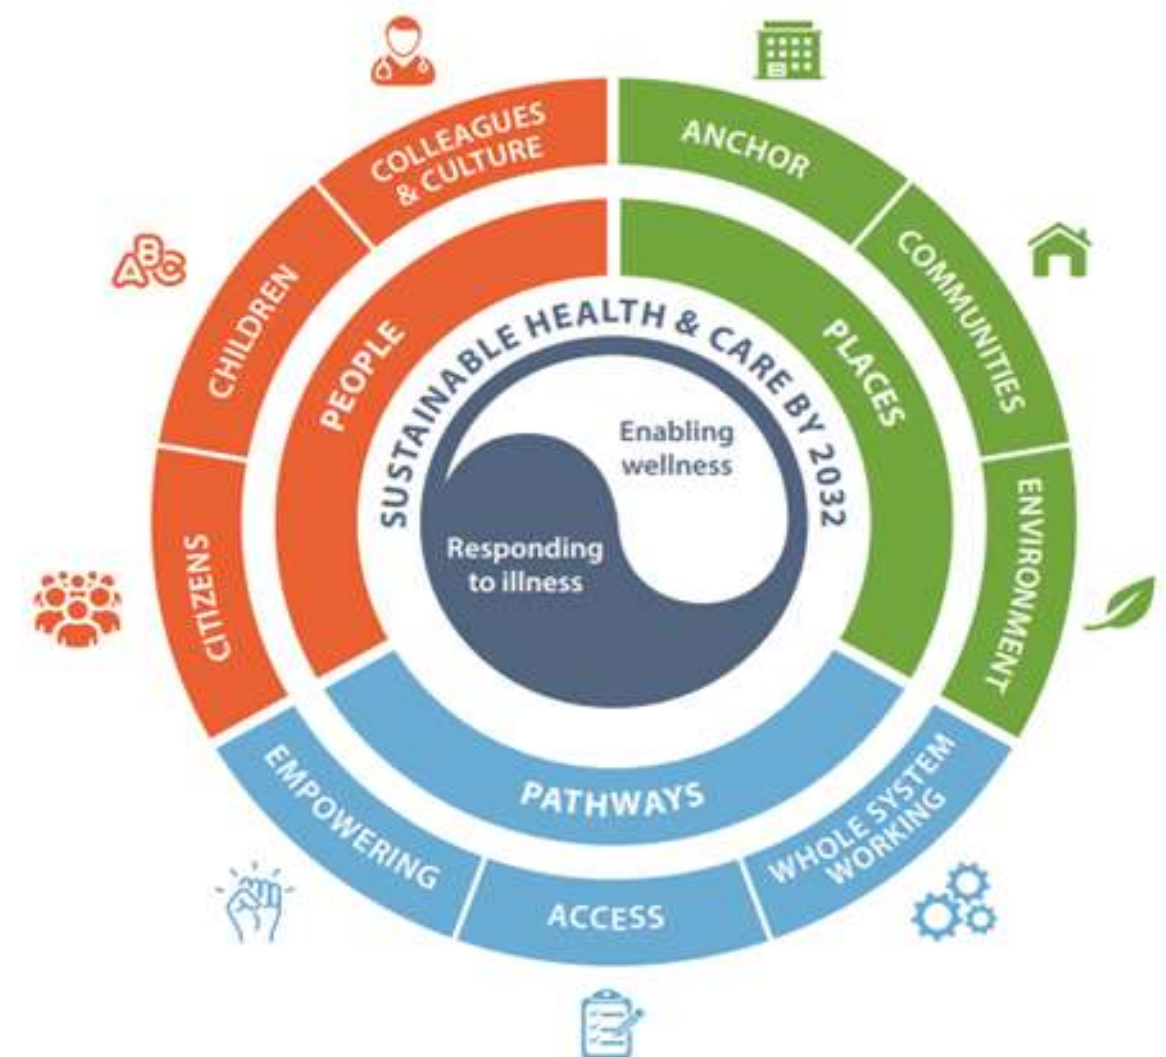 COLLEAGUES
& CULTURE
ANCHOR
COMMUNITIES
ENVIRONMENT
WHOLE SYSTEM
WORKING
ACCESS
EMPOWERING
CITIZENS
CHILDREN
ABC
PEOPLE
PLACES
PATHWAYS
SUSTAINABLE HEALTH & CARE BY 2032
Enabling
wellness
Responding
to illness